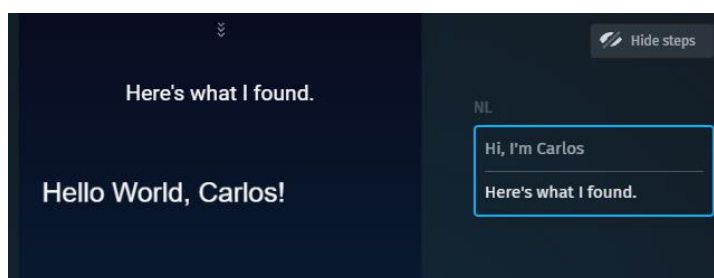 Here's what I found.
Hello World, Carlos!
Hide steps
NL
Hi, I'm Carlos
Here's what I found.